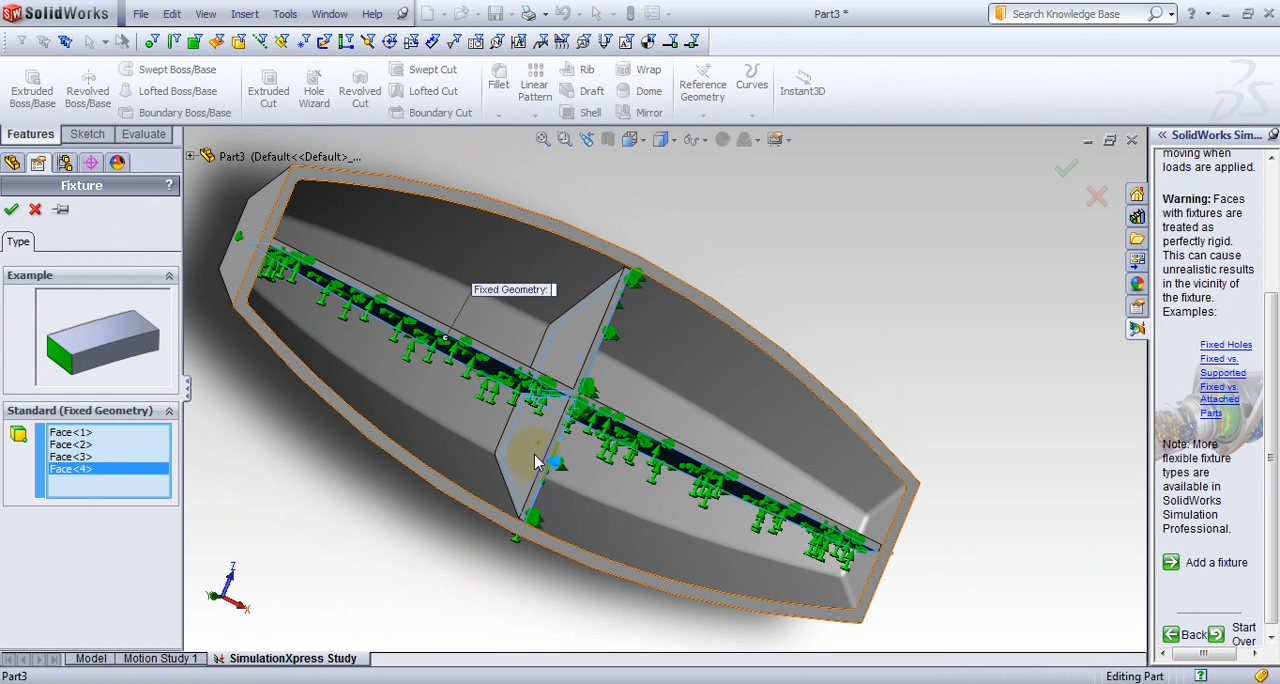 SolidWorks File Edit View Insert Tools Window Help Part3 * Search Knowledge Base ?
Extruded Boss/Base
Revolved Boss/Base
Swept Boss/Base
Lofted Boss/Base
Boundary Boss/Base
Extruded Cut
Hole Wizard
Revolved Cut
Swept Cut
Lofted Cut
Boundary Cut
Fillet
Linear Pattern
Rib
Draft
Shell
Wrap
Dome
Mirror
Reference Geometry
Curves
Instant3D
Features Sketch Evaluate
Fixture ?
Type
Example
Standard (Fixed Geometry)
Face<1>
Face<2>
Face<3>
Face<4>
Part3 (Default<<Default>_...
Fixed Geometry:
Z
Y
X
SolidWorks Sim...
moving when
loads are applied.
Warning: Faces
with fixtures are
treated as
perfectly rigid.
This can cause
unrealistic results
in the vicinity of
the fixture.
Examples:
Fixed Holes
Fixed vs.
Supported
Fixed vs.
Attached
Parts
Note: More
flexible fixture
types are
available in
SolidWorks
Simulation
Professional.
Add a fixture
Back Start Over
Model Motion Study 1 SimulationXpress Study
Part3 Editing Part ?